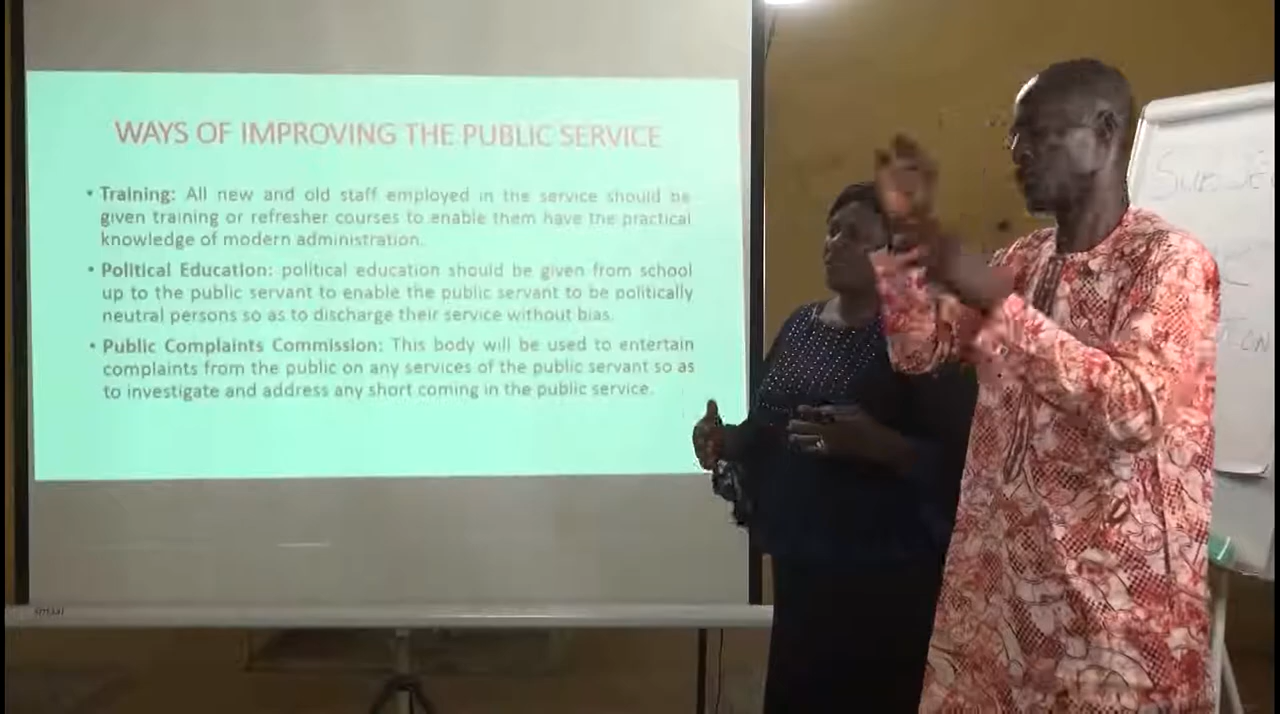 WAYS OF IMPROVING THE PUBLIC SERVICE
• Training: All new and old staff employed in the service should be
given training or refresher courses to enable them have the practical
knowledge of modern administration.
• Political Education: political education should be given from school
up to the public servant to enable the public servant to be politically
neutral persons so as to discharge their service without bias.
• Public Complaints Commission: This body will be used to entertain
complaints from the public on any services of the public servant so as
to investigate and address any short coming in the public service.